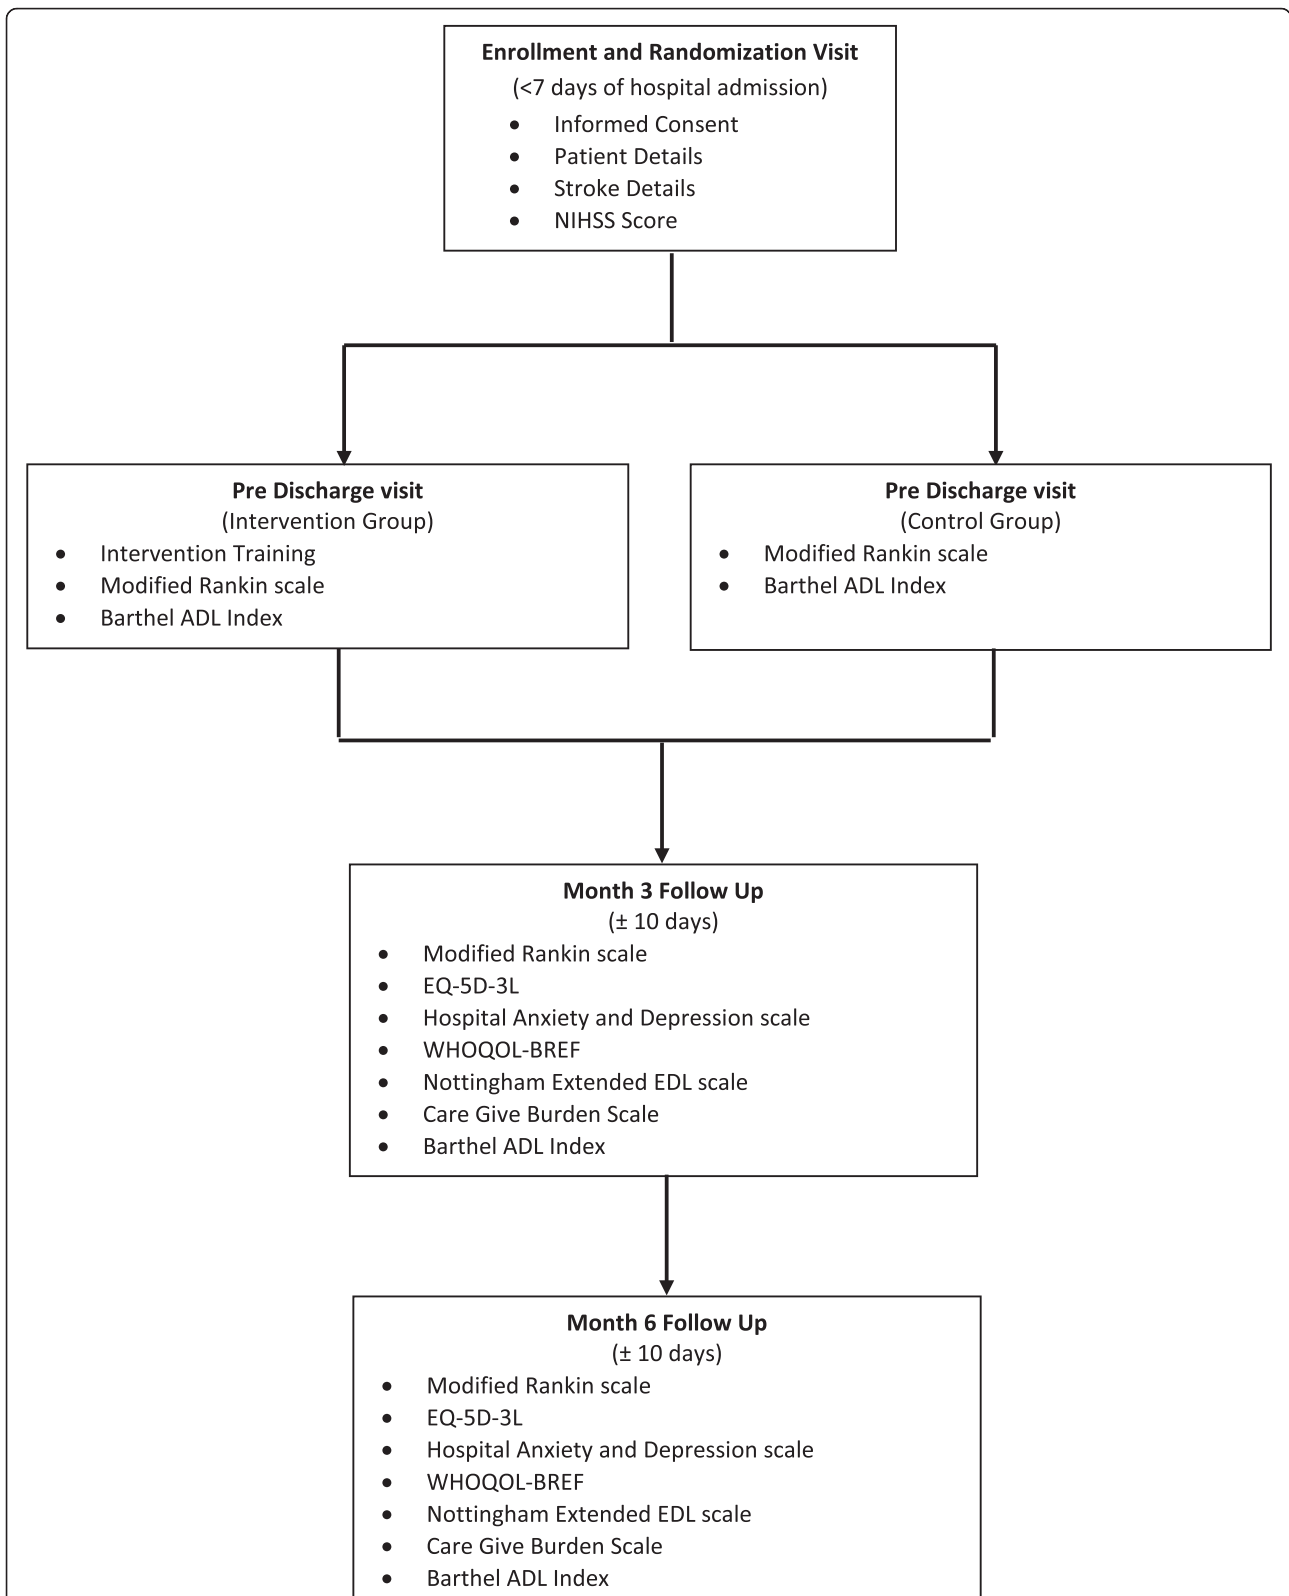 Enrollment and Randomization Visit
(<7 days of hospital admission)
• Informed Consent
• Patient Details
• Stroke Details
• NIHSS Score
Pre Discharge visit
(Intervention Group)
• Intervention Training
• Modified Rankin scale
• Barthel ADL Index
Pre Discharge visit
(Control Group)
• Modified Rankin scale
• Barthel ADL Index
Month 3 Follow Up
(± 10 days)
• Modified Rankin scale
• EQ-5D-3L
• Hospital Anxiety and Depression scale
• WHOQOL-BREF
• Nottingham Extended EDL scale
• Care Give Burden Scale
• Barthel ADL Index
Month 6 Follow Up
(± 10 days)
• Modified Rankin scale
• EQ-5D-3L
• Hospital Anxiety and Depression scale
• WHOQOL-BREF
• Nottingham Extended EDL scale
• Care Give Burden Scale
• Barthel ADL Index